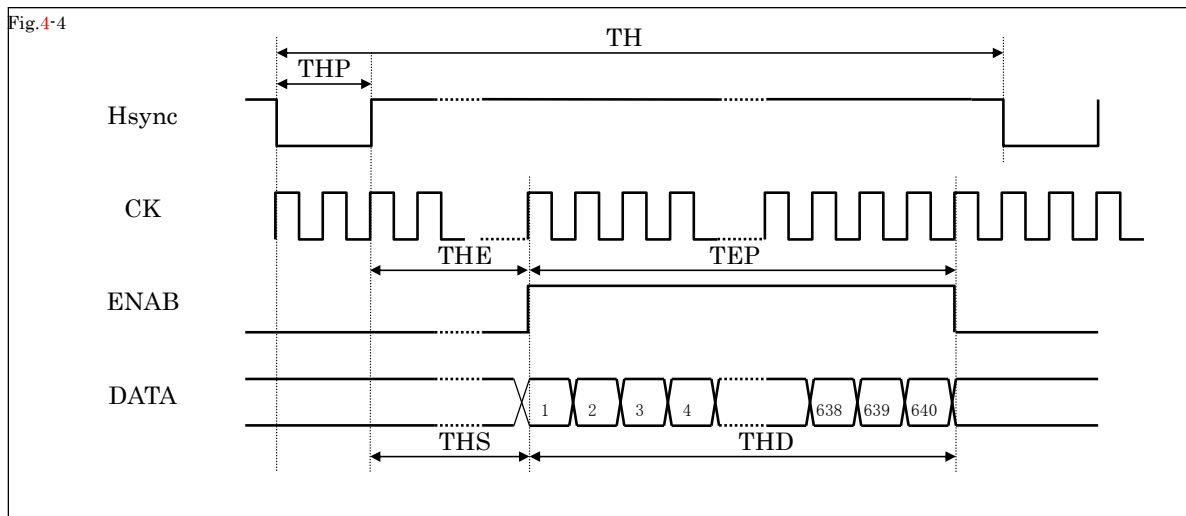 Fig.4-4
TH
THP
Hsync
CK
THE TEP
ENAB
DATA
1 2 3 4 638 639 640
THS THD